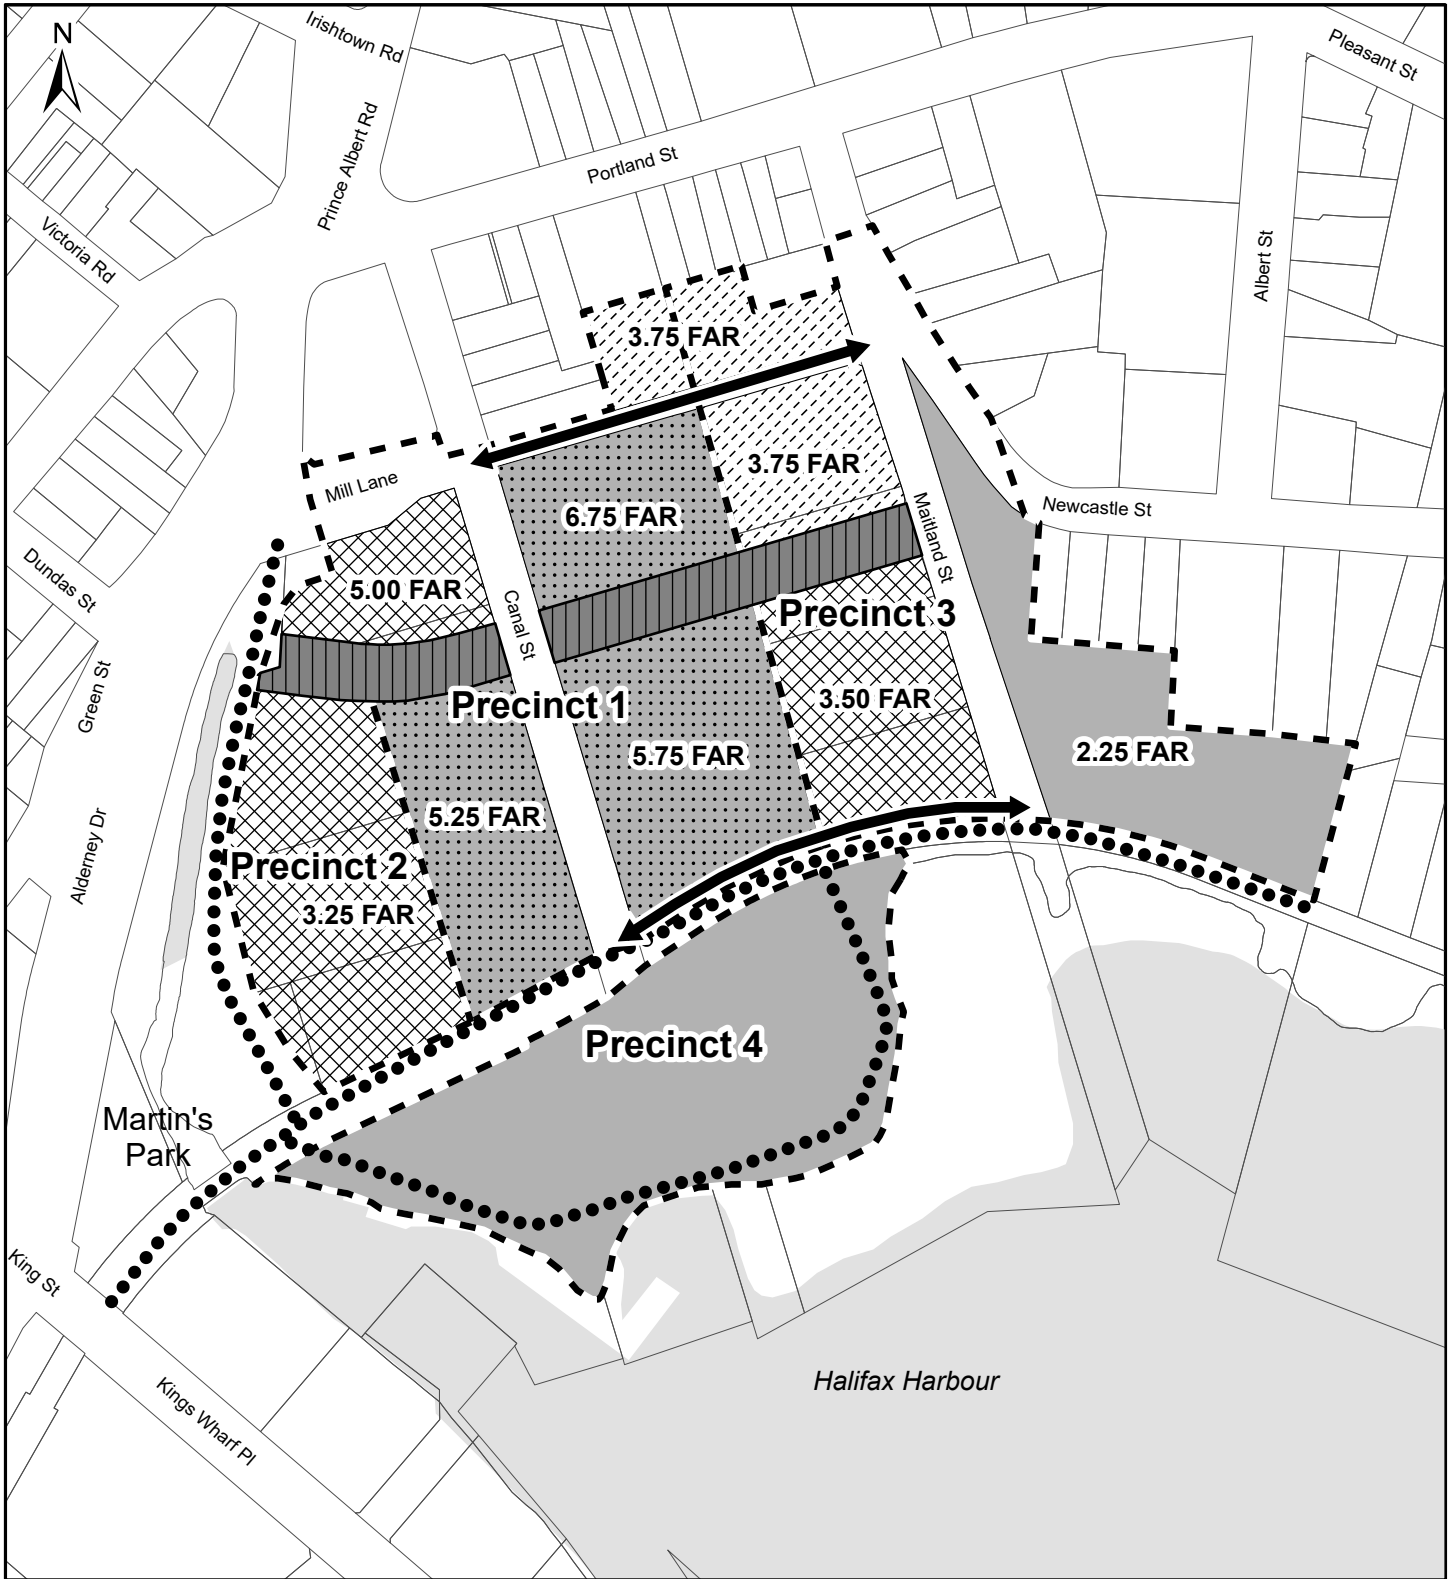 N
Irishtown Rd
Pleasant St
Prince Albert Rd
Portland St
Victoria Rd
Albert St
3.75 FAR
Mill Lane
3.75 FAR
6.75 FAR
Maitland St
Newcastle St
Dundas St
5.00 FAR
Canal St
Precinct 3
Green St
Precinct 1
3.50 FAR
5.75 FAR
2.25 FAR
Alderney Dr
5.25 FAR
Precinct 2
3.25 FAR
Precinct 4
Martin's
Park
King St
Kings Wharf Pl
Halifax Harbour